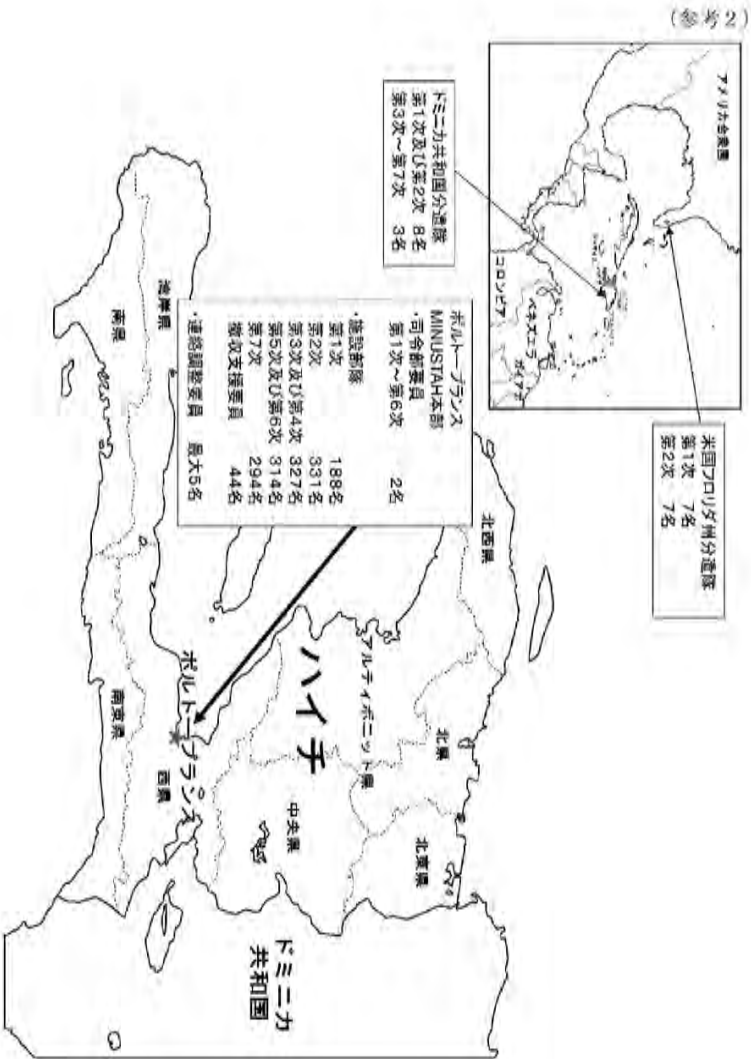 (参考2)
アメリカ合衆国
コロンビア
ベネズエラ
ガイアナ
米国フロリダ州分遣隊
第1次 7名
第2次 7名
ドミニカ共和国分遣隊
第1次及び第2次 8名
第3次～第7次 3名
ポルトープランス
MINUSTAH本部
・司令部要員
第1次～第6次 2名
・施設部隊
第1次 188名
第2次 331名
第3次及び第4次 327名
第5次及び第6次 314名
第7次 294名
撤収支援要員 44名
・連絡調整要員 最大5名
北西県
北県
北東県
アルティボニット県
ハイチ
中央県
ポルトープランス
西県
湾岸県
南県
南東県
ドミニカ
共和国